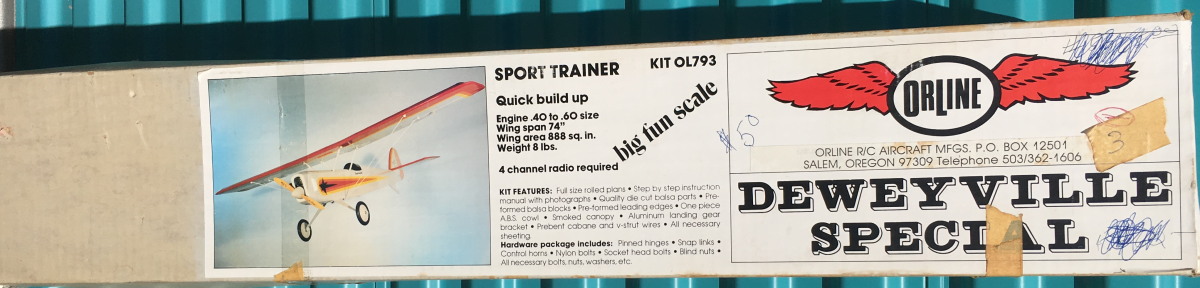 SPORT TRAINER KIT OL793
Quick build up
Engine .40 to .60 size
Wing span 74"
Wing area 888 sq. in.
Weight 8 lbs.
4 channel radio required
big fun scale
KIT FEATURES: Full size rolled plans • Step by step instruction
manual with photographs • Quality die cut balsa parts • Pre-
formed balsa blocks • Pre-formed leading edges • One piece
A.B.S. cowl • Smoked canopy • Aluminum landing gear
bracket • Prebent cabane and v-strut wires • All necessary
sheeting.
Hardware package includes: Pinned hinges • Snap links •
Control horns • Nylon bolts • Socket head bolts • Blind nuts •
All necessary bolts, nuts, washers, etc.
ORLINE
$5⁰
3
ORLINE R/C AIRCRAFT MFGS. P.O. BOX 12501
SALEM, OREGON 97309 Telephone 503/362-1606
DEWEYVILLE
SPECIAL